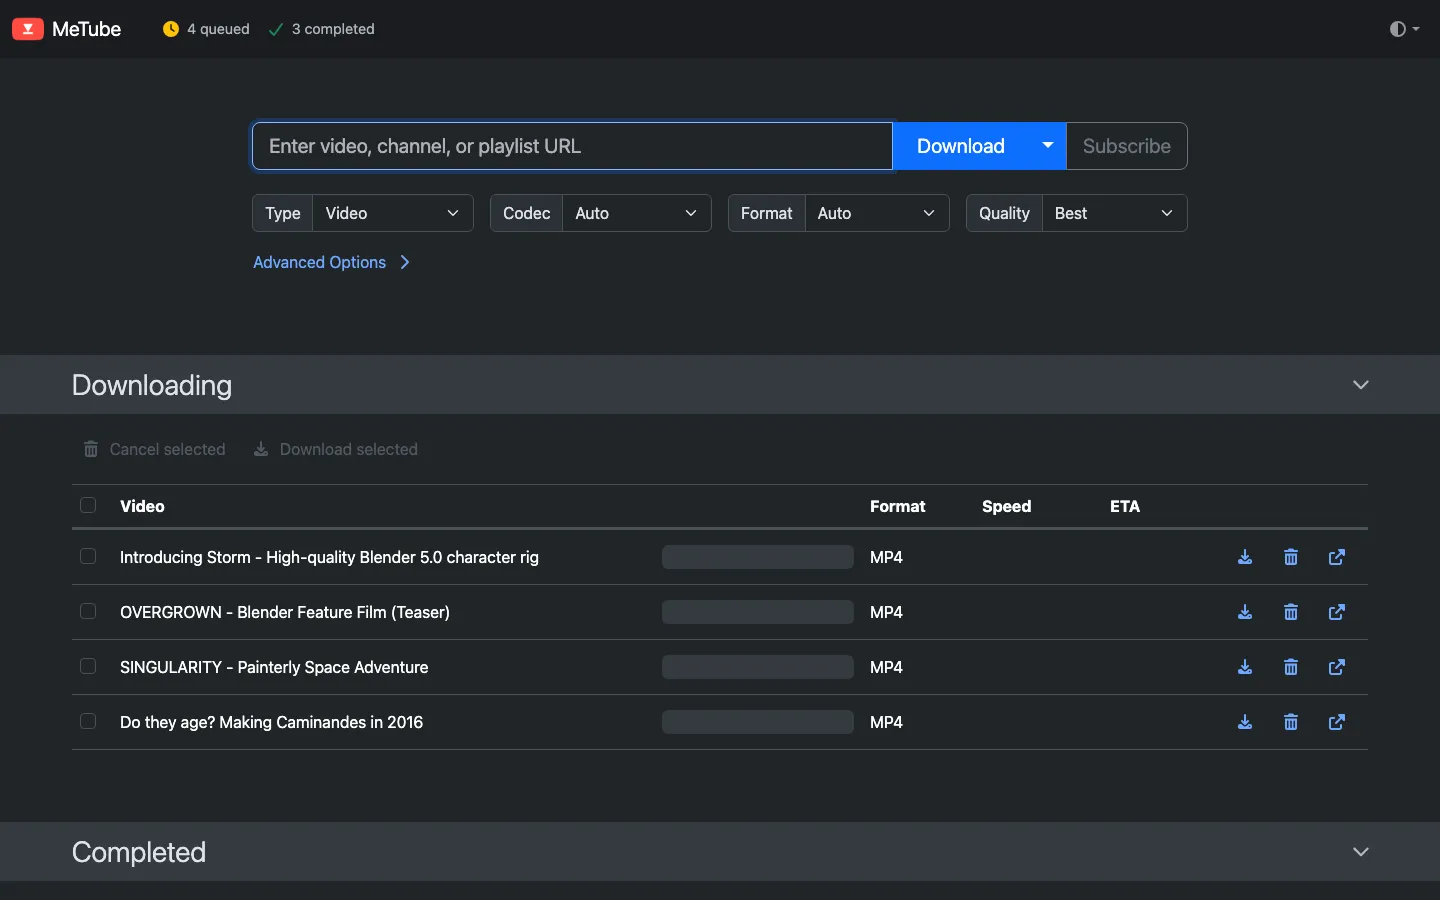 MeTube 4 queued 3 completed
Enter video, channel, or playlist URL Download Subscribe
Type Video Codec Auto Format Auto Quality Best
Advanced Options
Downloading
Cancel selected Download selected
Video Format Speed ETA
Introducing Storm - High-quality Blender 5.0 character rig MP4
OVERGROWN - Blender Feature Film (Teaser) MP4
SINGULARITY - Painterly Space Adventure MP4
Do they age? Making Caminandes in 2016 MP4
Completed